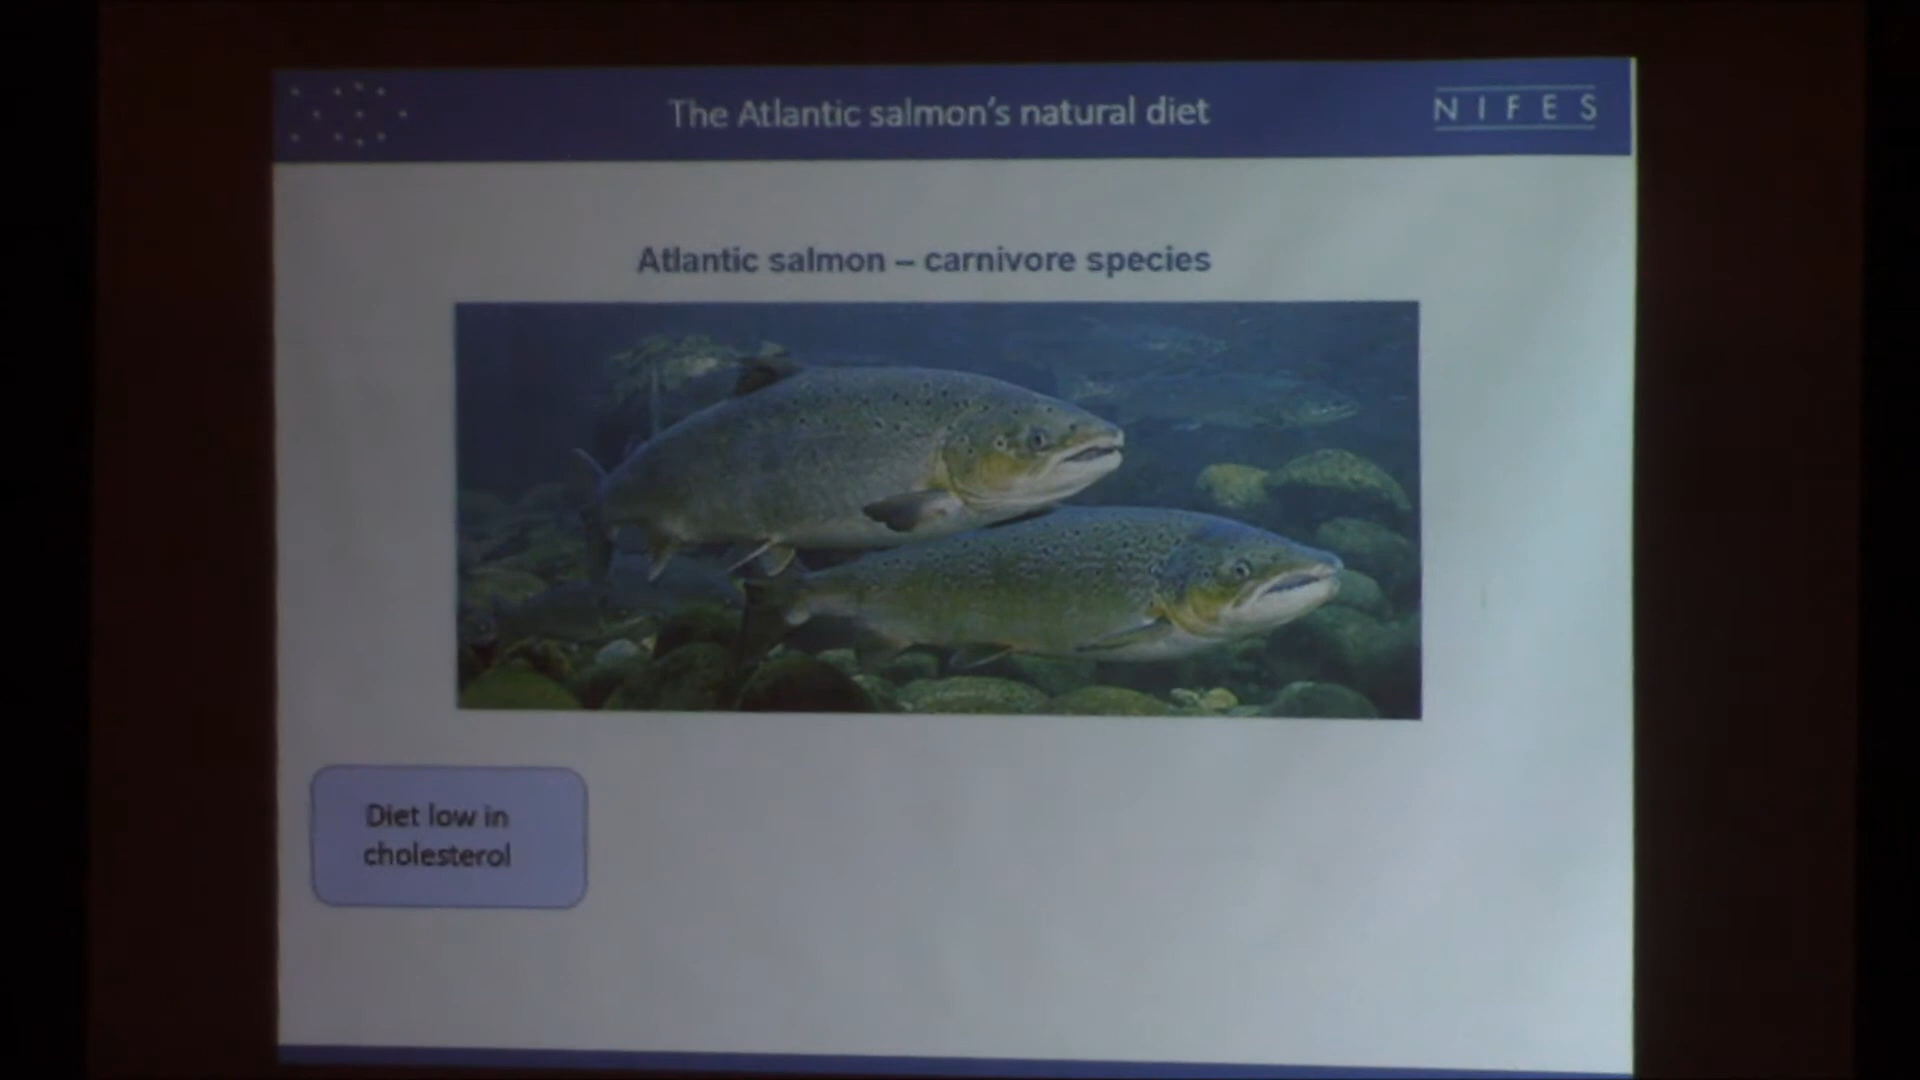 The Atlantic salmon's natural diet
NIFES
Atlantic salmon – carnivore species
Diet low in
cholesterol